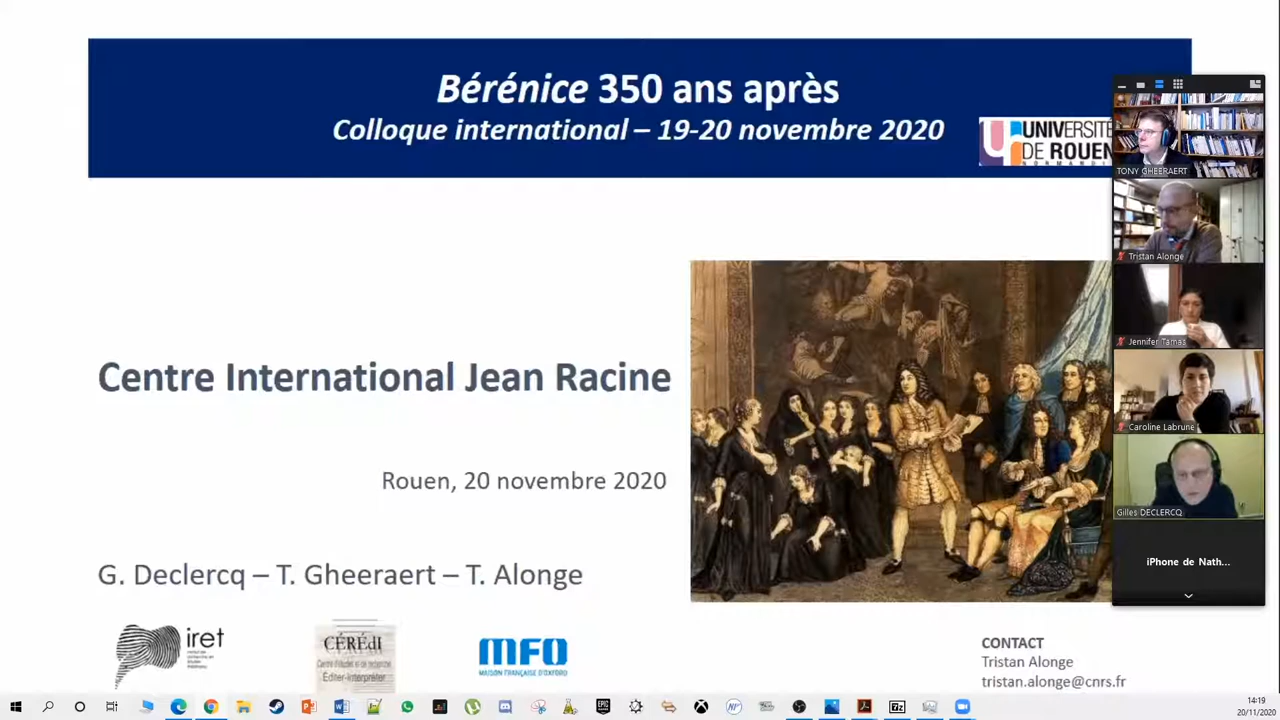 Bérénice 350 ans après
Colloque international – 19-20 novembre 2020
UNIVERSITÉ
DE ROUEN
NORMANDIE
Centre International Jean Racine
Rouen, 20 novembre 2020
G. Declercq – T. Gheeraert – T. Alonge
iret
CÉRÉdI
Centre d'études et de recherche
Éditer-Interpréter
MFO
MAISON FRANÇAISE D'OXFORD
CONTACT
Tristan Alonge
tristan.alonge@cnrs.fr
TONY GHEERAERT
Tristan Alonge
Jennifer Tamas
Caroline Labrune
Gilles DECLERCQ
iPhone de Nath...
14:19
20/11/2020